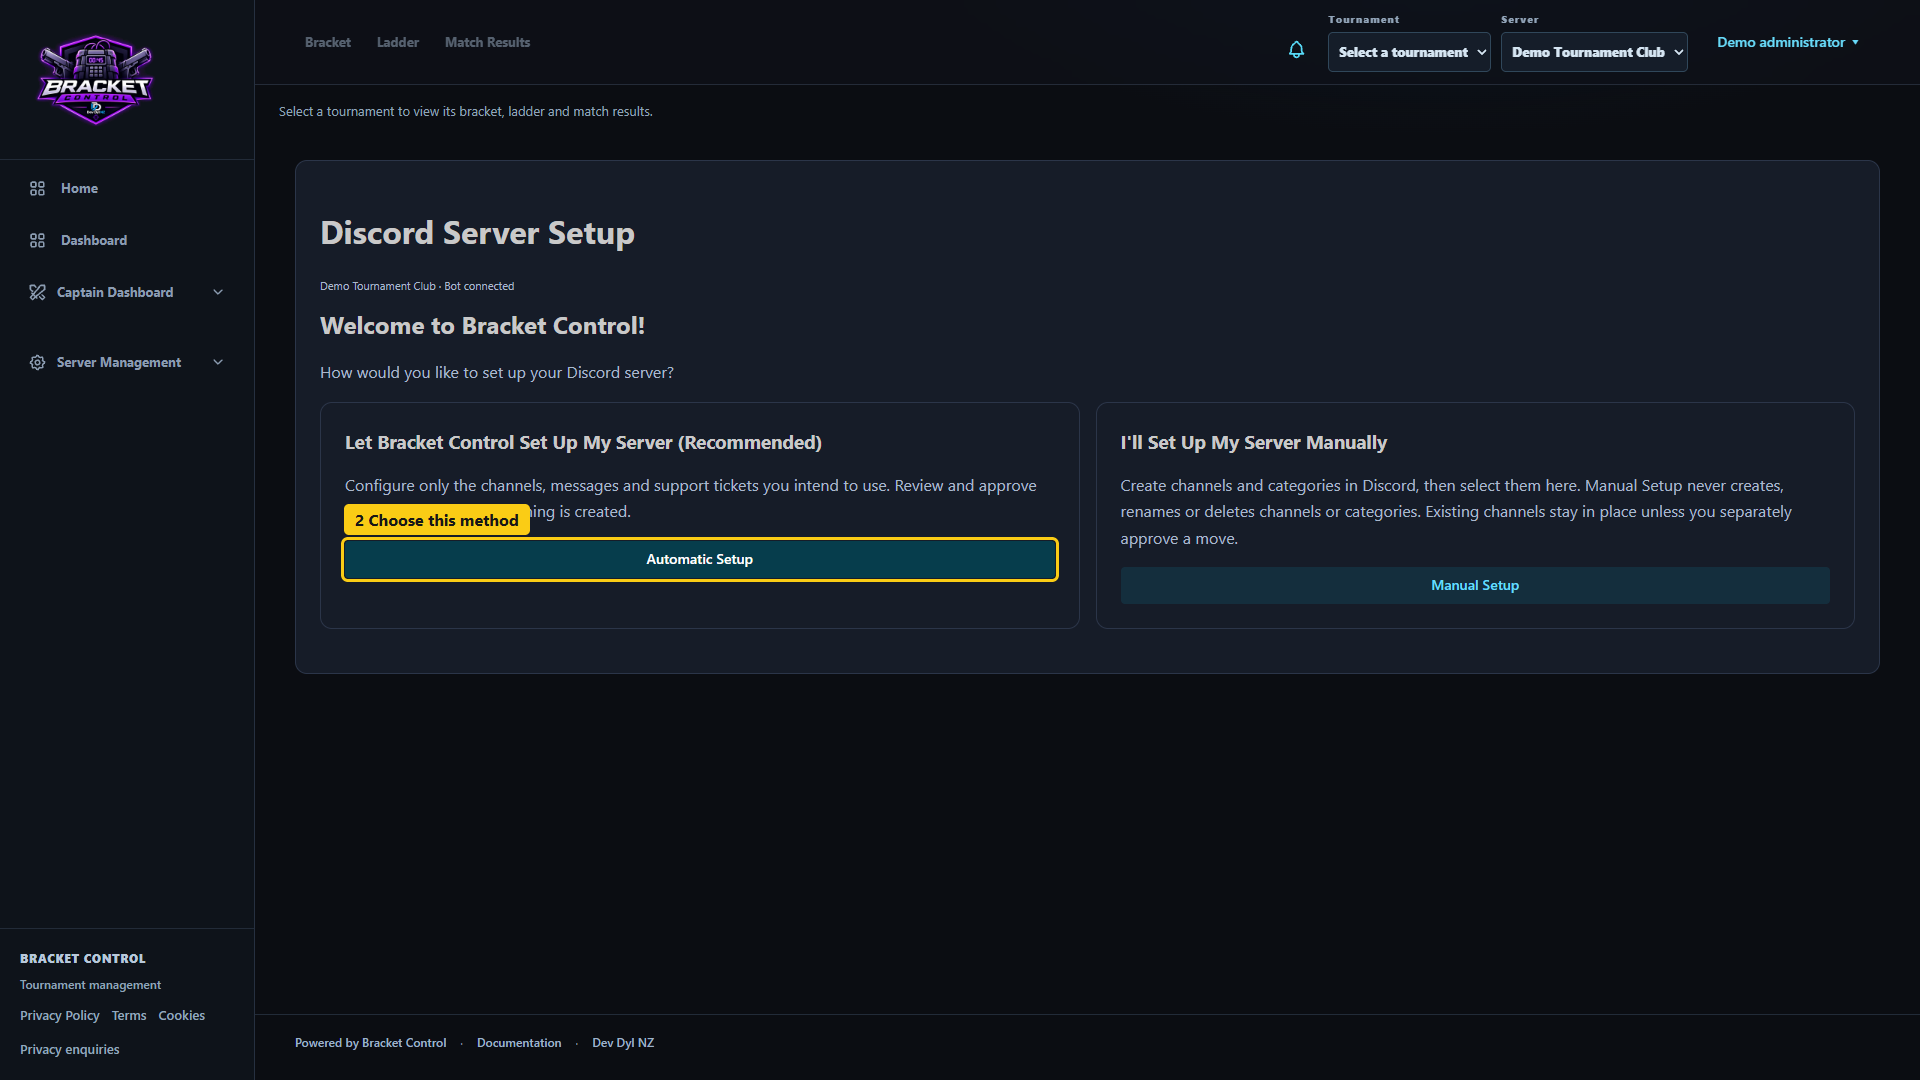 BRACKET
CONTROL
Home
Dashboard
Captain Dashboard
Server Management
BRACKET CONTROL
Tournament management
Privacy Policy Terms Cookies
Privacy enquiries
Bracket Ladder Match Results
Tournament
Select a tournament
Server
Demo Tournament Club
Demo administrator
Select a tournament to view its bracket, ladder and match results.
Discord Server Setup
Demo Tournament Club · Bot connected
Welcome to Bracket Control!
How would you like to set up your Discord server?
Let Bracket Control Set Up My Server (Recommended)
Configure only the channels, messages and support tickets you intend to use. Review and approve
ing is created.
2 Choose this method
Automatic Setup
I'll Set Up My Server Manually
Create channels and categories in Discord, then select them here. Manual Setup never creates,
renames or deletes channels or categories. Existing channels stay in place unless you separately
approve a move.
Manual Setup
Powered by Bracket Control · Documentation · Dev Dyl NZ